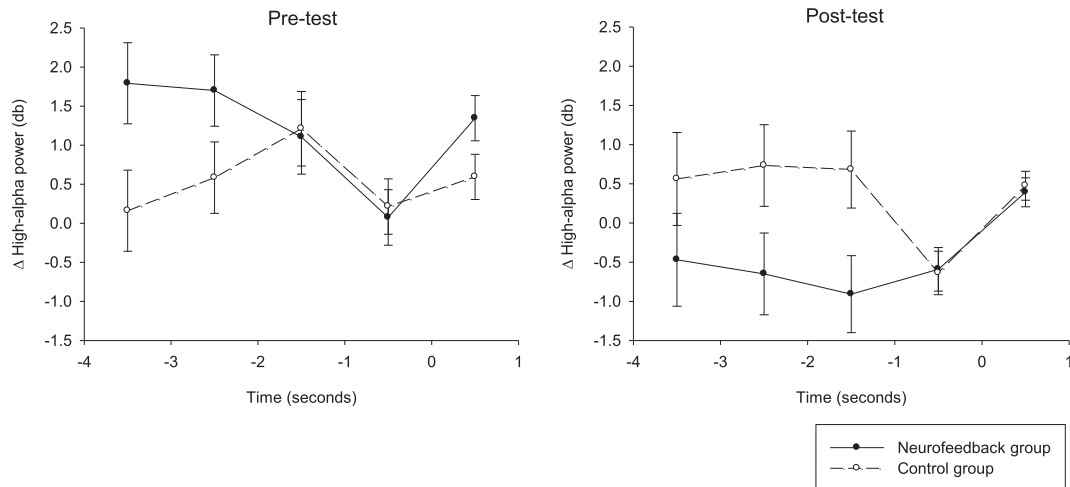 Pre-test
2.5
2.0
1.5
1.0
0.5
0.0
-0.5
-1.0
-1.5
Δ High-alpha power (db)
-4 -3 -2 -1 0 1
Time (seconds)
Post-test
2.5
2.0
1.5
1.0
0.5
0.0
-0.5
-1.0
-1.5
Δ High-alpha power (db)
-4 -3 -2 -1 0 1
Time (seconds)
Neurofeedback group
Control group